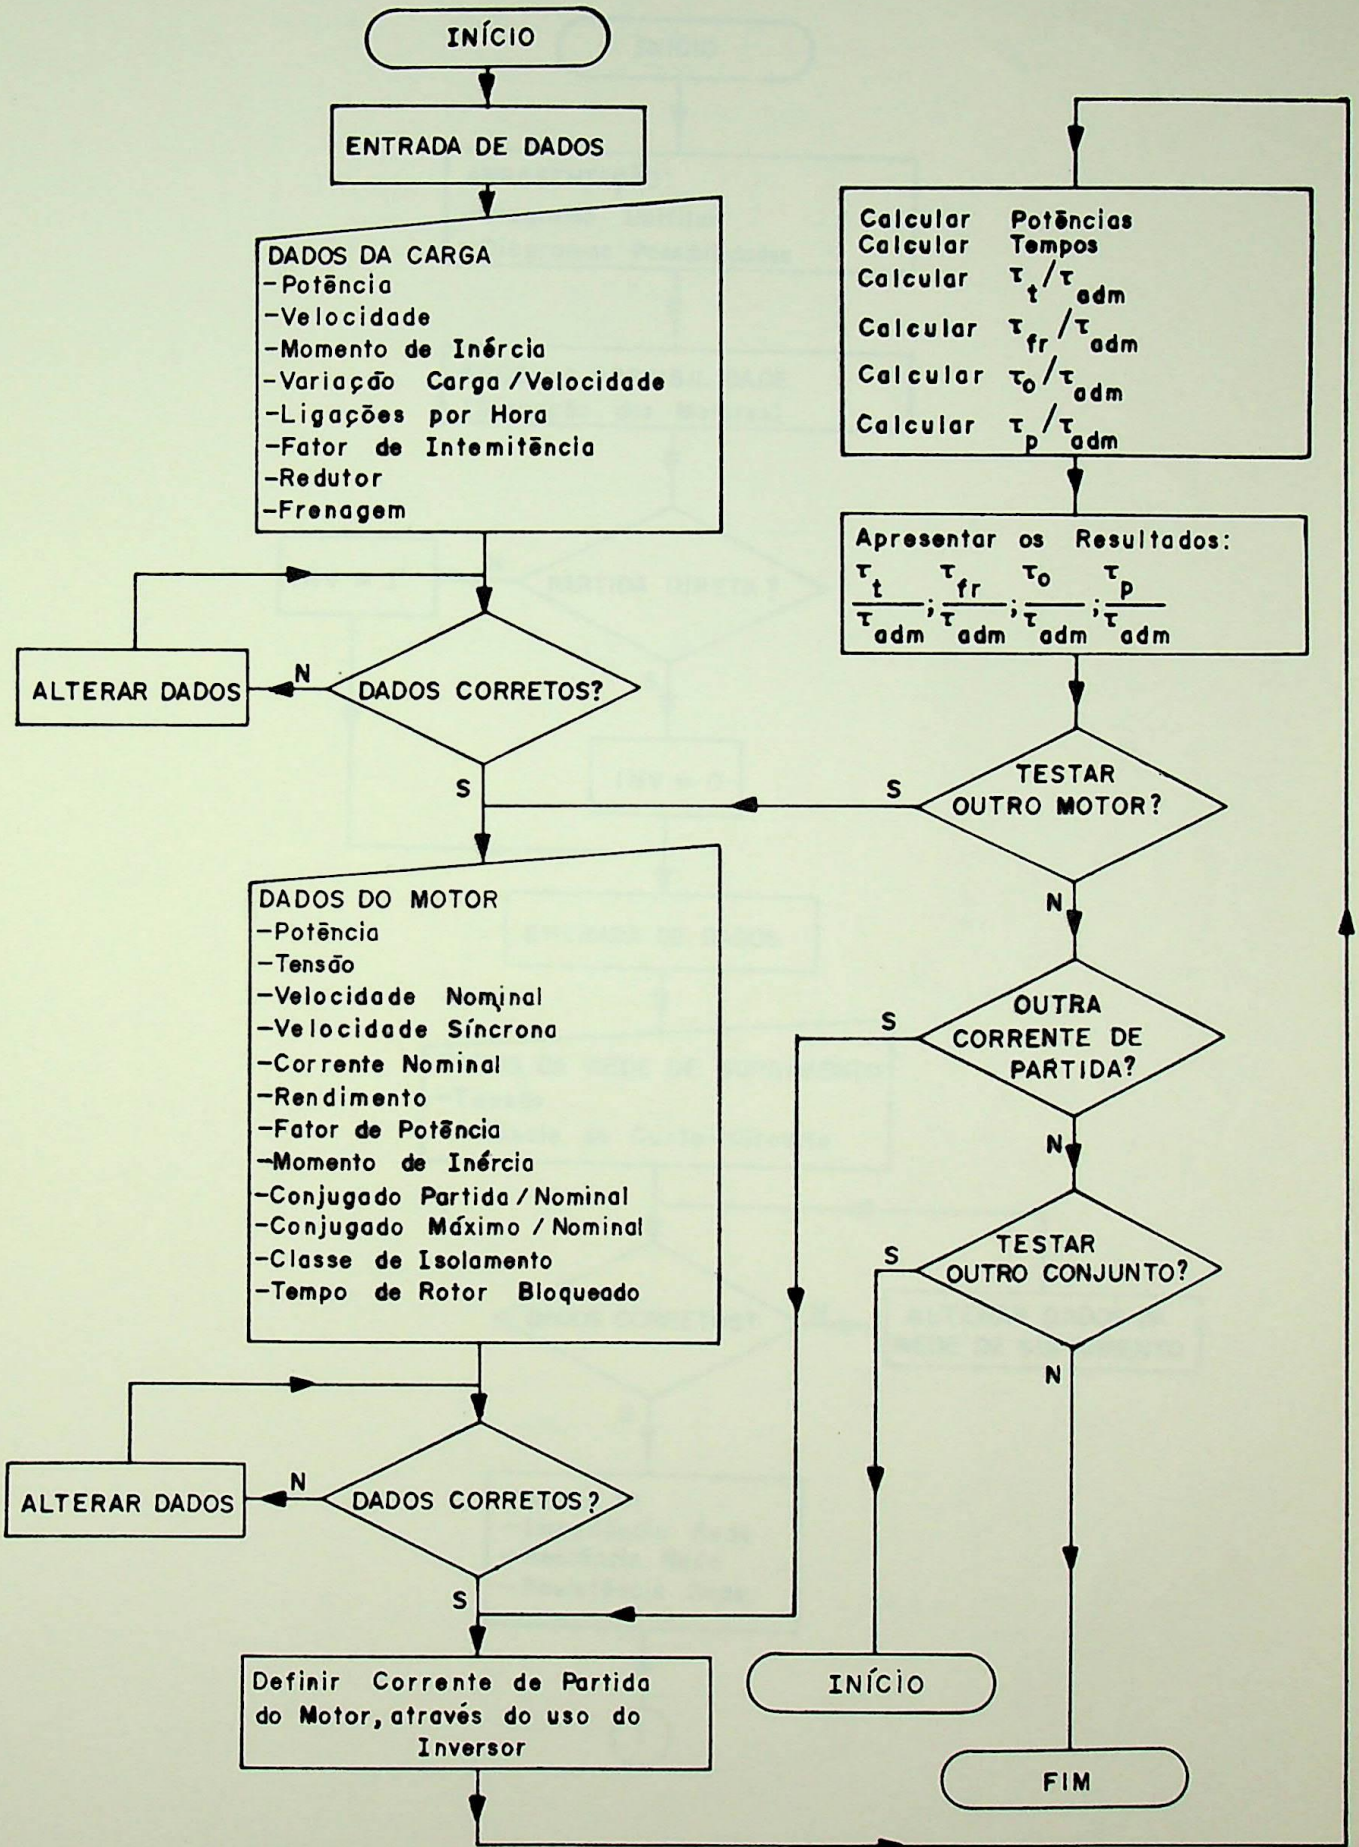 INÍCIO
ENTRADA DE DADOS
DADOS DA CARGA
-Potência
-Velocidade
-Momento de Inércia
-Variação Carga/Velocidade
-Ligações por Hora
-Fator de Intemitência
-Redutor
-Frenagem
ALTERAR DADOS
N
DADOS CORRETOS?
S
DADOS DO MOTOR
-Potência
-Tensão
-Velocidade Nominal
-Velocidade Síncrona
-Corrente Nominal
-Rendimento
-Fator de Potência
-Momento de Inércia
-Conjugado Partida/Nominal
-Conjugado Máximo/Nominal
-Classe de Isolamento
-Tempo de Rotor Bloqueado
ALTERAR DADOS
N
DADOS CORRETOS?
S
Definir Corrente de Partida
do Motor, através do uso do
Inversor
Calcular Potências
Calcular Tempos
Calcular τt/τadm
Calcular τfr/τadm
Calcular τo/τadm
Calcular τp/τadm
Apresentar os Resultados:
τt/τadm; τfr/τadm; τo/τadm; τp/τadm
TESTAR
OUTRO MOTOR?
S
N
OUTRA
CORRENTE DE
PARTIDA?
S
N
TESTAR
OUTRO CONJUNTO?
S
N
INÍCIO
FIM